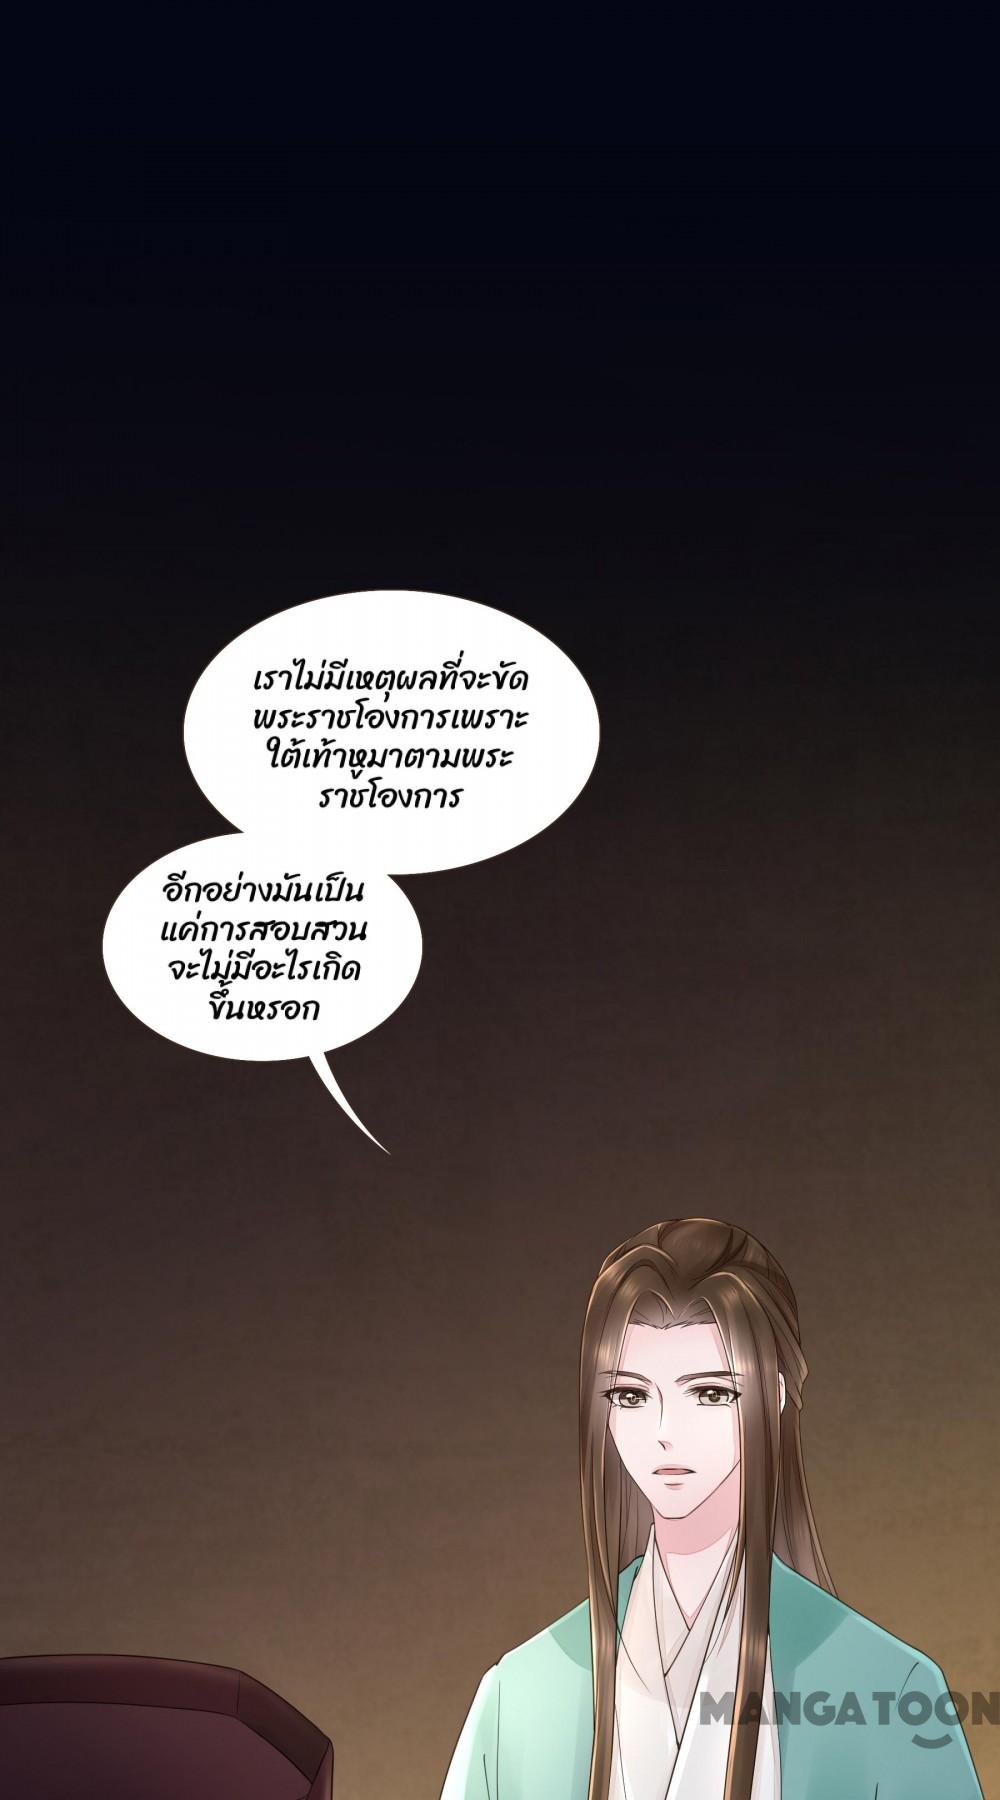 เราไม่มีเหตุผลที่จะขัด
พระราชโองการเพราะ
ใต้เท้าหูมาตามพระ
ราชโองการ
อีกอย่างมันเป็น
แค่การสอบสวน
จะไม่มีอะไรเกิด
ขึ้นหรอก
MANGATOON